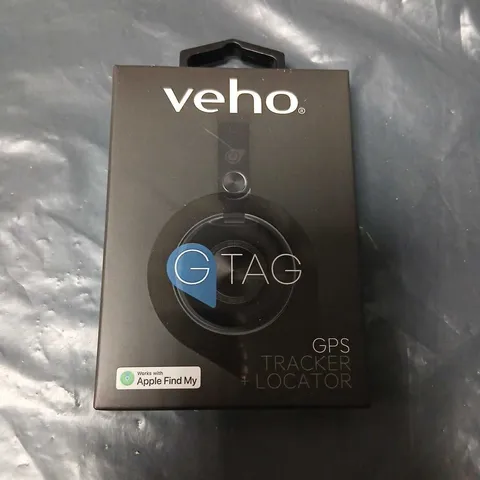 veho®
G TAG
GPS
TRACKER
+ LOCATOR
Works with
Apple Find My